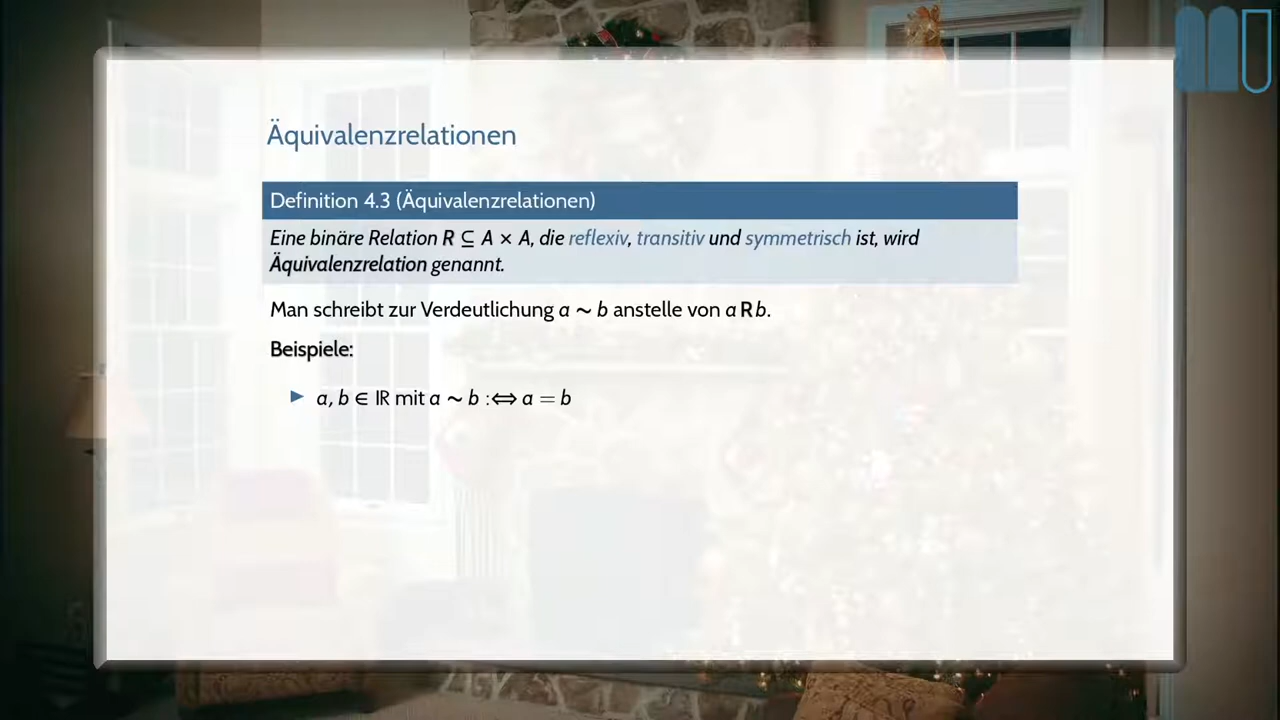 Äquivalenzrelationen
Definition 4.3 (Äquivalenzrelationen)
Eine binäre Relation R ⊆ A × A, die reflexiv, transitiv und symmetrisch ist, wird
Äquivalenzrelation genannt.
Man schreibt zur Verdeutlichung a ~ b anstelle von a R b.
Beispiele:
▶ a, b ∈ ℝ mit a ~ b :⟺ a = b